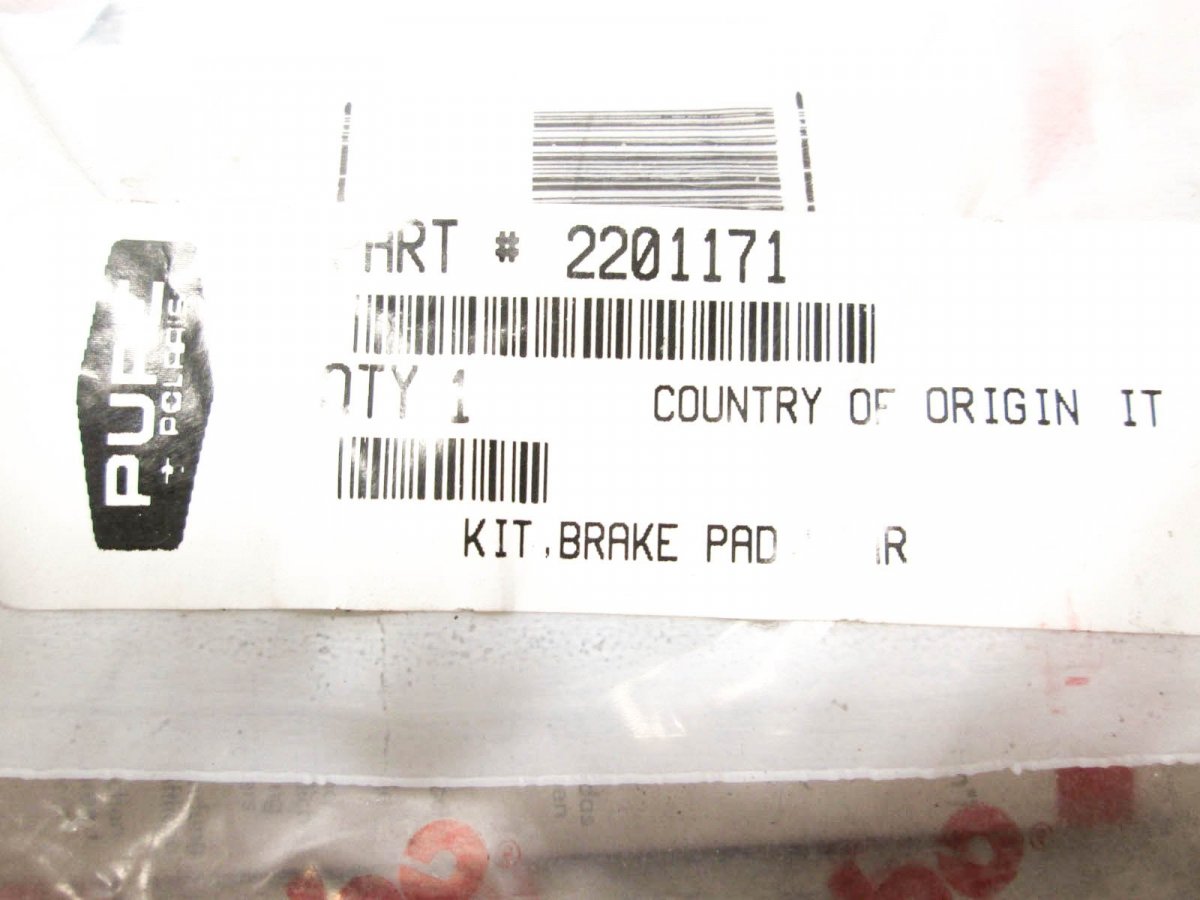 PART # 2201171
QTY 1 COUNTRY OF ORIGIN IT
KIT,BRAKE PAD
PURE
POLARIS